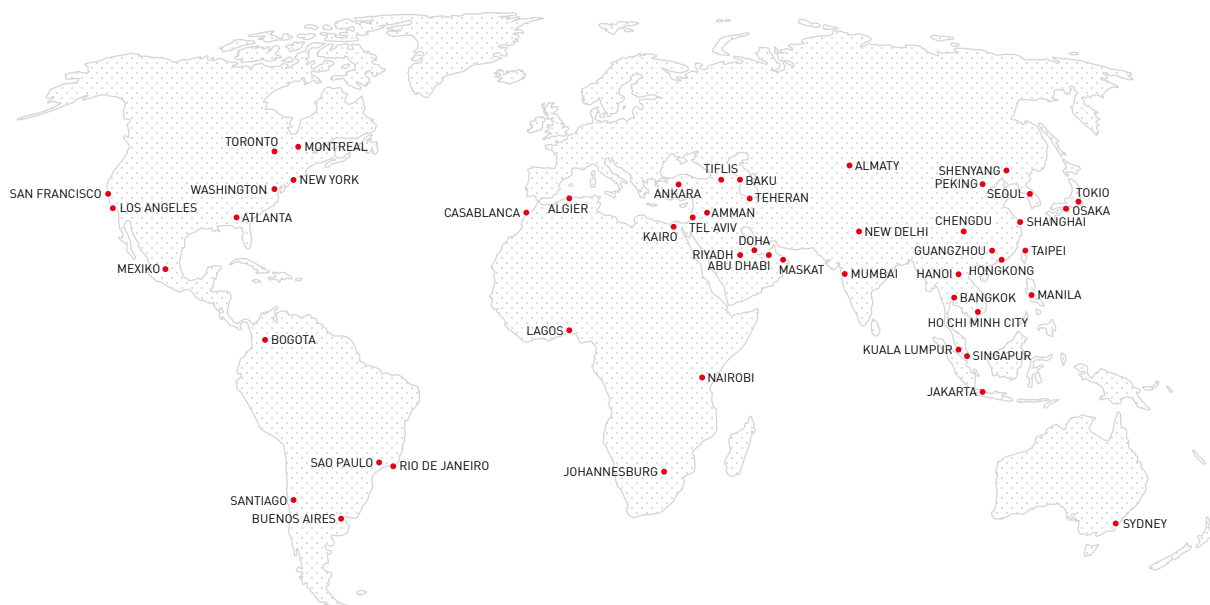 TORONTO
MONTREAL
SAN FRANCISCO
WASHINGTON
NEW YORK
LOS ANGELES
ATLANTA
MEXIKO
BOGOTA
SAO PAULO
RIO DE JANEIRO
SANTIAGO
BUENOS AIRES
CASABLANCA
ALGIER
ANKARA
TIFLIS
BAKU
TEHERAN
AMMAN
TEL AVIV
KAIRO
DOHA
RIYADH
ABU DHABI
MASKAT
LAGOS
NAIROBI
JOHANNESBURG
ALMATY
SHENYANG
PEKING
SEOUL
TOKIO
OSAKA
NEW DELHI
CHENGDU
SHANGHAI
GUANGZHOU
TAIPEI
MUMBAI
HANOI
HONGKONG
BANGKOK
MANILA
HO CHI MINH CITY
KUALA LUMPUR
SINGAPUR
JAKARTA
SYDNEY